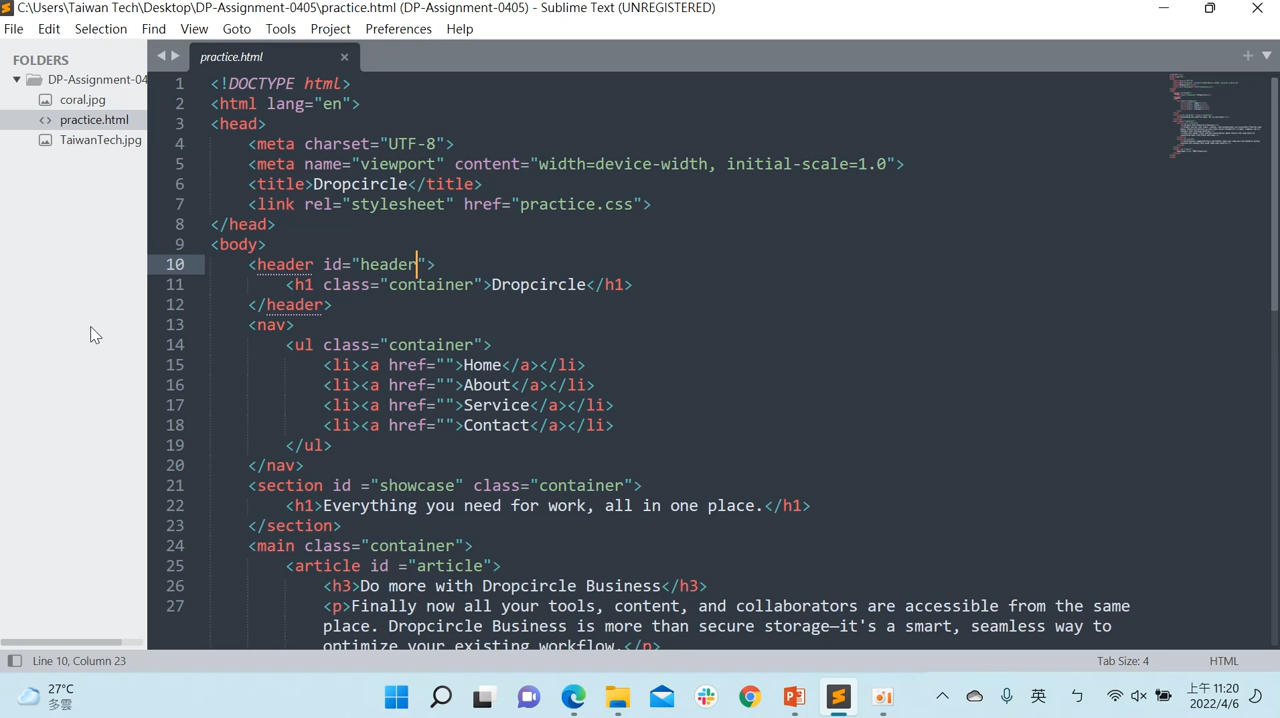 C:\Users\Taiwan Tech\Desktop\DP-Assignment-0405\practice.html (DP-Assignment-0405) - Sublime Text (UNREGISTERED)
File Edit Selection Find View Goto Tools Project Preferences Help
FOLDERS
DP-Assignment-04
coral.jpg
practice.html
TaiwanTech.jpg
practice.html
1 <!DOCTYPE html>
2 <html lang="en">
3 <head>
4 <meta charset="UTF-8">
5 <meta name="viewport" content="width=device-width, initial-scale=1.0">
6 <title>Dropcircle</title>
7 <link rel="stylesheet" href="practice.css">
8 </head>
9 <body>
10 <header id="header">
11 <h1 class="container">Dropcircle</h1>
12 </header>
13 <nav>
14 <ul class="container">
15 <li><a href="">Home</a></li>
16 <li><a href="">About</a></li>
17 <li><a href="">Service</a></li>
18 <li><a href="">Contact</a></li>
19 </ul>
20 </nav>
21 <section id ="showcase" class="container">
22 <h1>Everything you need for work, all in one place.</h1>
23 </section>
24 <main class="container">
25 <article id ="article">
26 <h3>Do more with Dropcircle Business</h3>
27 <p>Finally now all your tools, content, and collaborators are accessible from the same
place. Dropcircle Business is more than secure storage—it's a smart, seamless way to
optimize your existing workflow.</p>
Line 10, Column 23
Tab Size: 4
HTML
27°C
多雲
英
ㄅ
上午 11:20
2022/4/6